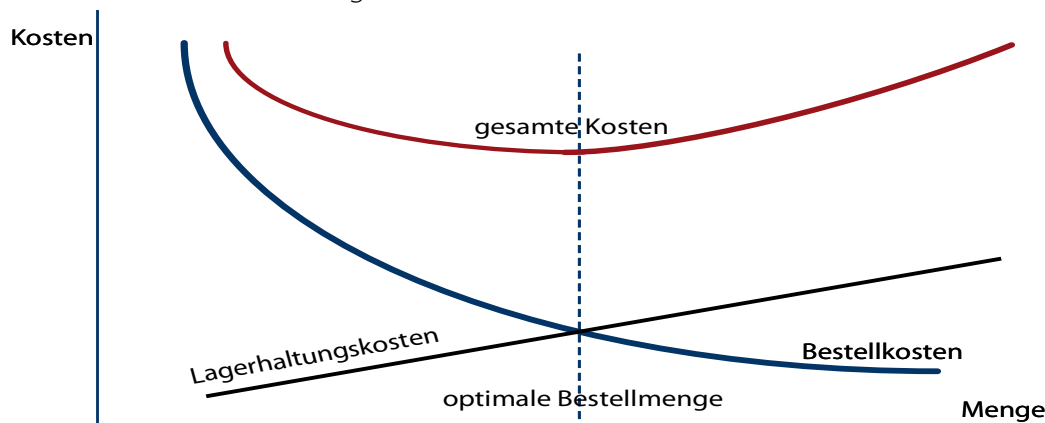 Kosten
gesamte Kosten
Lagerhaltungskosten
Bestellkosten
optimale Bestellmenge
Menge